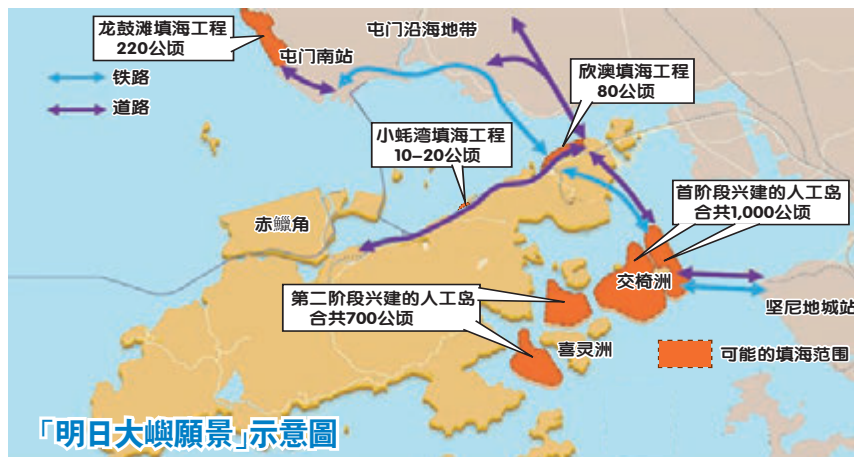 龙鼓滩填海工程
220公顷
屯门沿海地带
屯门南站
铁路
道路
欣澳填海工程
80公顷
小蚝湾填海工程
10–20公顷
首阶段兴建的人工岛
合共1,000公顷
赤鱲角
交椅洲
第二阶段兴建的人工岛
合共700公顷
坚尼地城站
喜灵洲
可能的填海范围
「明日大嶼願景」示意圖